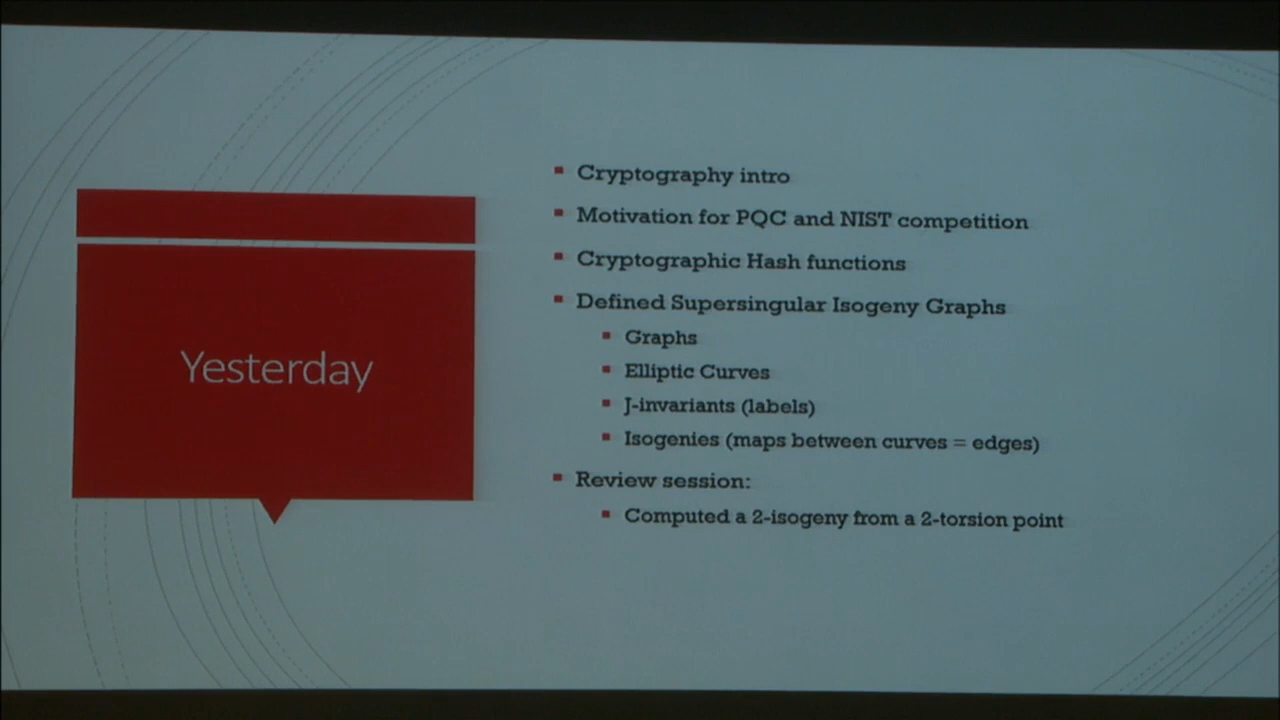 Yesterday
Cryptography intro
Motivation for PQC and NIST competition
Cryptographic Hash functions
Defined Supersingular Isogeny Graphs
Graphs
Elliptic Curves
J-invariants (labels)
Isogenies (maps between curves = edges)
Review session:
Computed a 2-isogeny from a 2-torsion point